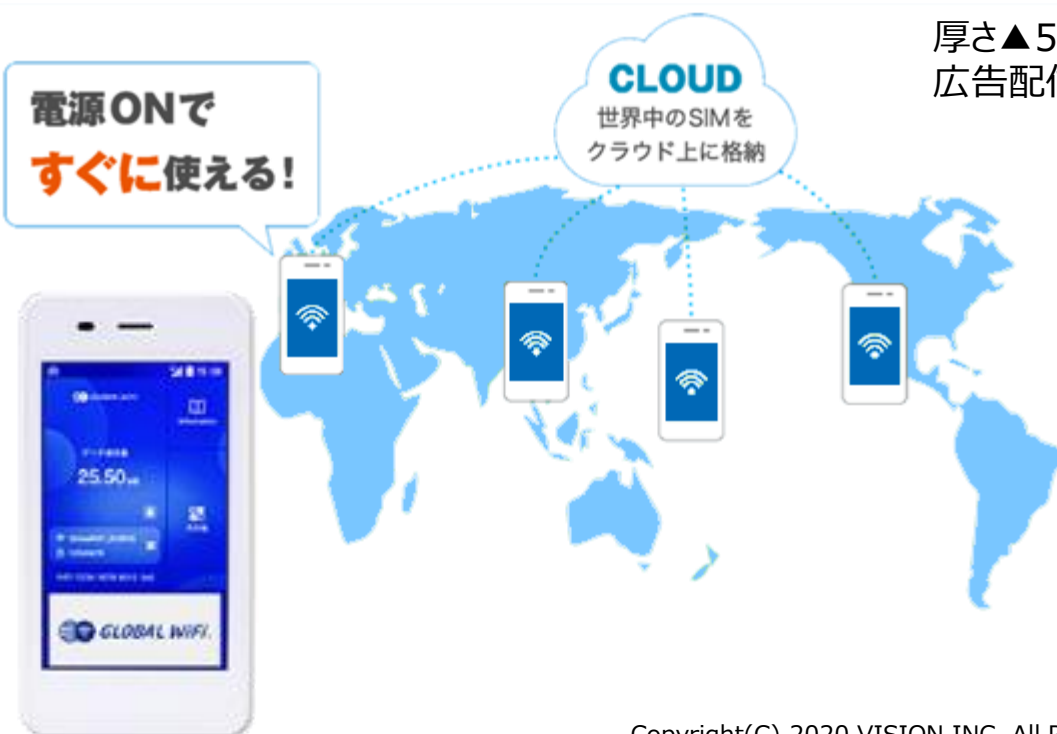 厚さ▲5
広告配
CLOUD
世界中のSIMを
クラウド上に格納
電源ONで
すぐに使える!
25.50
GLOBAL WiFi.
Copyright(C) 2020 VISION INC. All